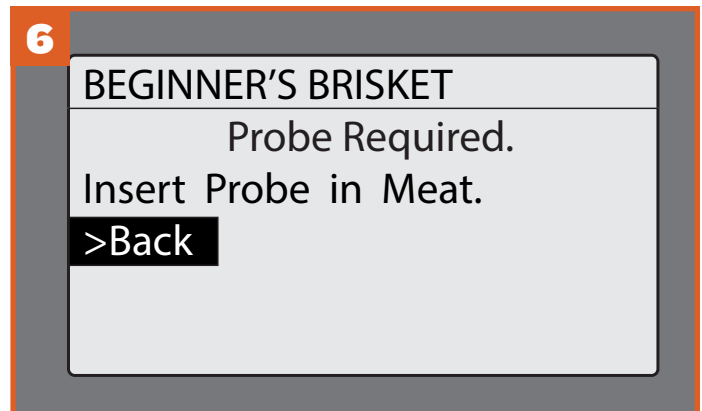 6
BEGINNER’S BRISKET
Probe Required.
Insert Probe in Meat.
>Back